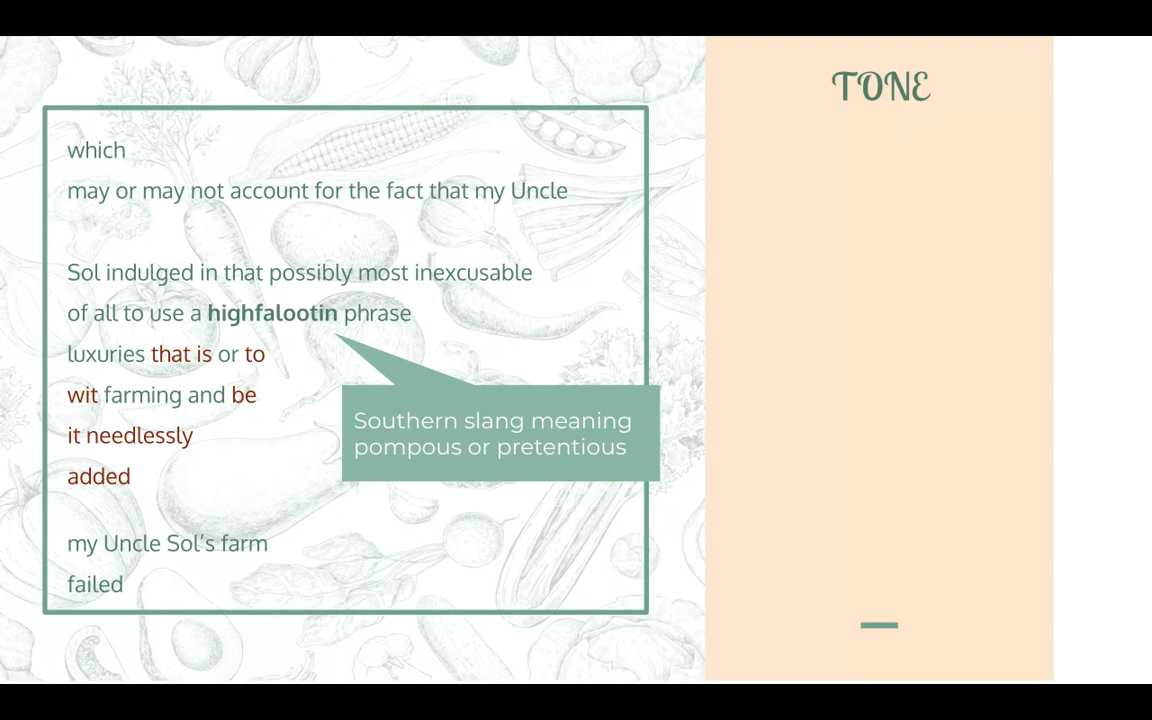 TONE
which
may or may not account for the fact that my Uncle
Sol indulged in that possibly most inexcusable
of all to use a highfalootin phrase
luxuries that is or to
wit farming and be
it needlessly
added
Southern slang meaning
pompous or pretentious
my Uncle Sol's farm
failed